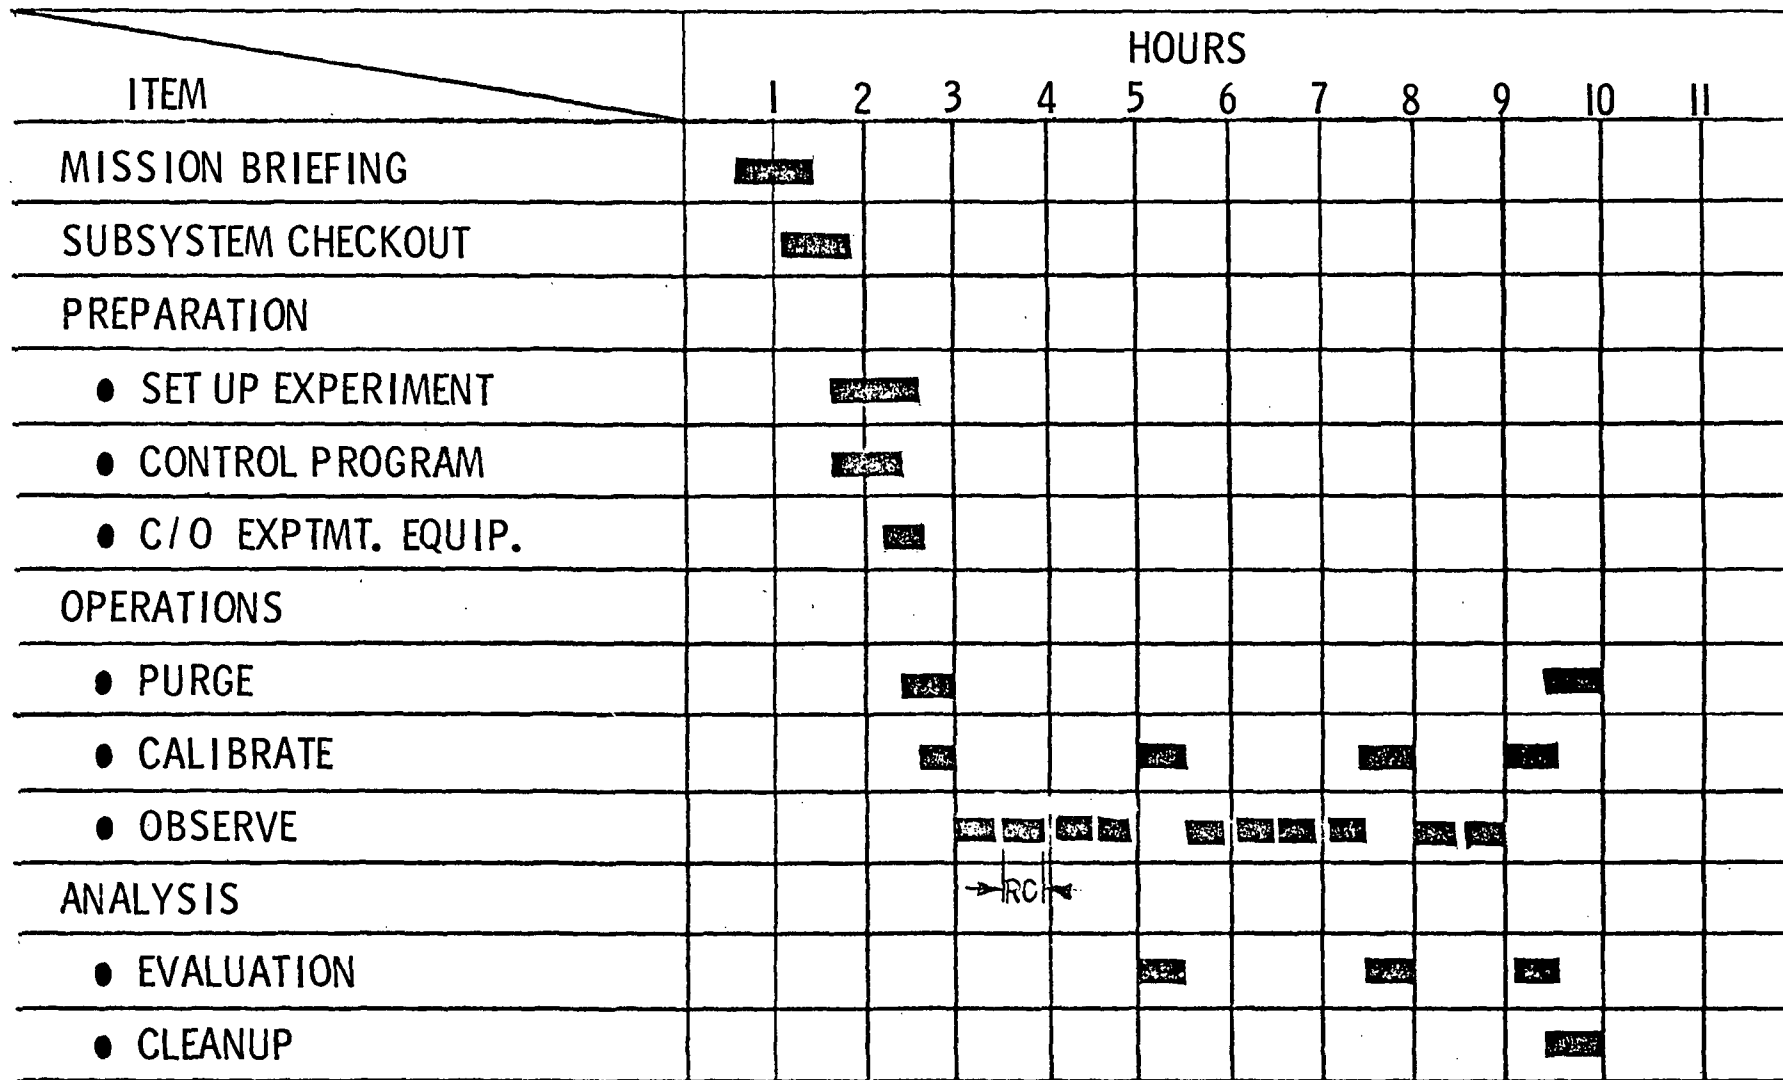 HOURS
ITEM 1 2 3 4 5 6 7 8 9 10 11
MISSION BRIEFING
SUBSYSTEM CHECKOUT
PREPARATION
• SET UP EXPERIMENT
• CONTROL PROGRAM
• C/O EXPTMT. EQUIP.
OPERATIONS
• PURGE
• CALIBRATE
• OBSERVE
ANALYSIS
RC
• EVALUATION
• CLEANUP